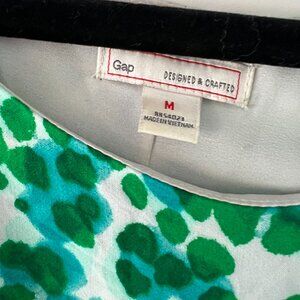 Gap
DESIGNED & CRAFTED
M
MADE IN VIETNAM